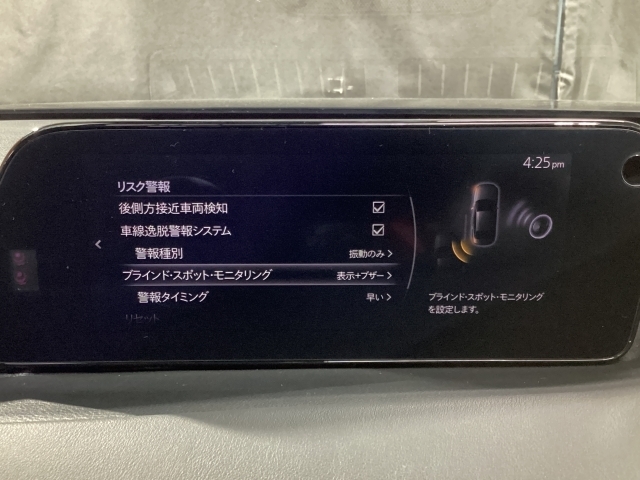 4:25pm
リスク警報
後側方接近車両検知
車線逸脱警報システム
警報種別 振動のみ
ブラインド・スポット・モニタリング 表示+ブザー
警報タイミング 早い
リセット
ブラインド・スポット・モニタリング
を設定します。